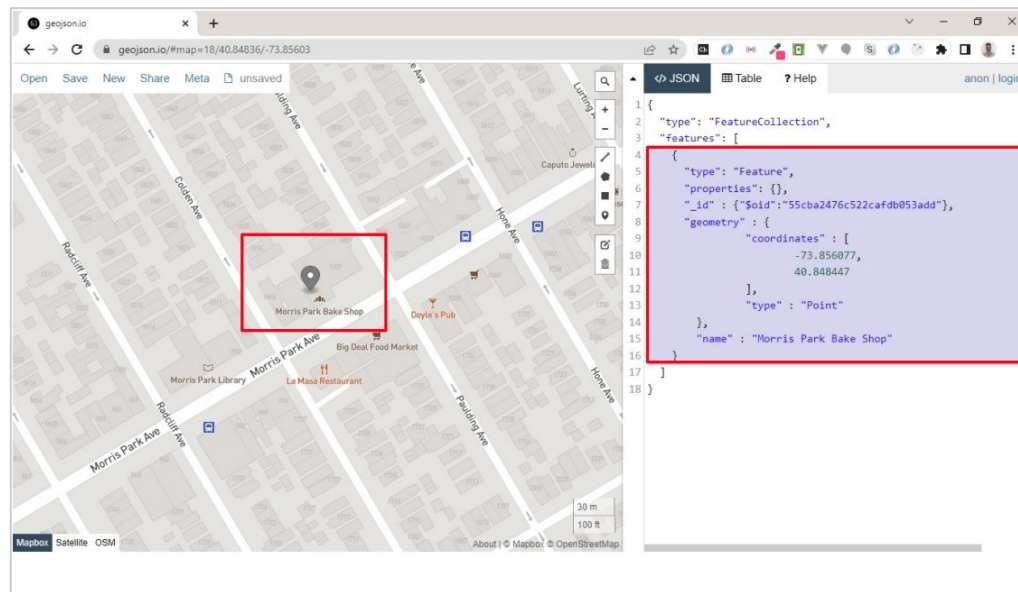 geojson.io
geojson.io/#map=18/40.84836/-73.85603
Open Save New Share Meta unsaved
</> JSON Table ? Help anon | login
1 {
2 "type": "FeatureCollection",
3 "features": [
4 {
5 "type": "Feature",
6 "properties": {},
7 "_id" : {"$oid":"55cba2476c522cafdb053add"},
8 "geometry" : {
9 "coordinates" : [
10 -73.856077,
11 40.848447
12 ],
13 "type" : "Point"
14 },
15 "name" : "Morris Park Bake Shop"
16 }
17 ]
18 }
Paulding Ave
Lurting
Caputo Jewel
Colden Ave
Hone Ave
Radcliff Ave
Morris Park Bake Shop
Doyle's Pub
Big Deal Food Market
Morris Park Ave
Morris Park Library
La Masa Restaurant
Hone Ave
Radcliff Ave
Paulding Ave
Morris Park Ave
30 m
100 ft
Mapbox Satellite OSM
About | © Mapbox © OpenStreetMap